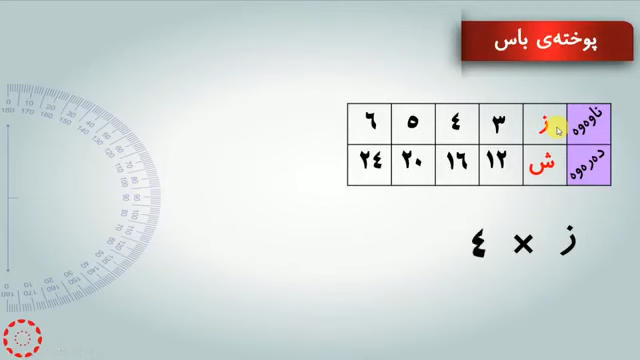 پوختەی باس
ناوەوە ز ٣ ٤ ٥ ٦
دەرەوە ش ١٢ ١٦ ٢٠ ٢٤
ز × ٤